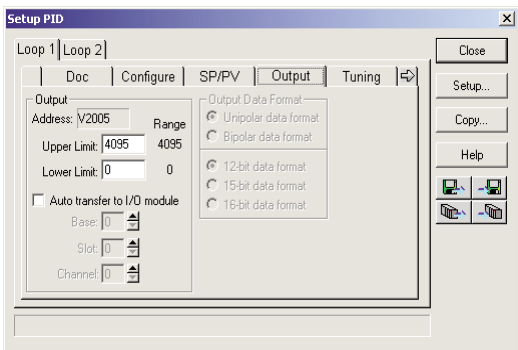 Setup PID
Loop 1 Loop 2
Doc Configure SP/PV Output Tuning
Output
Address: V2005
Range
Upper Limit: 4095 4095
Lower Limit: 0 0
Auto transfer to I/O module
Base: 0
Slot: 0
Channel: 0
Output Data Format
Unipolar data format
Bipolar data format
12-bit data format
15-bit data format
16-bit data format
Close
Setup...
Copy...
Help